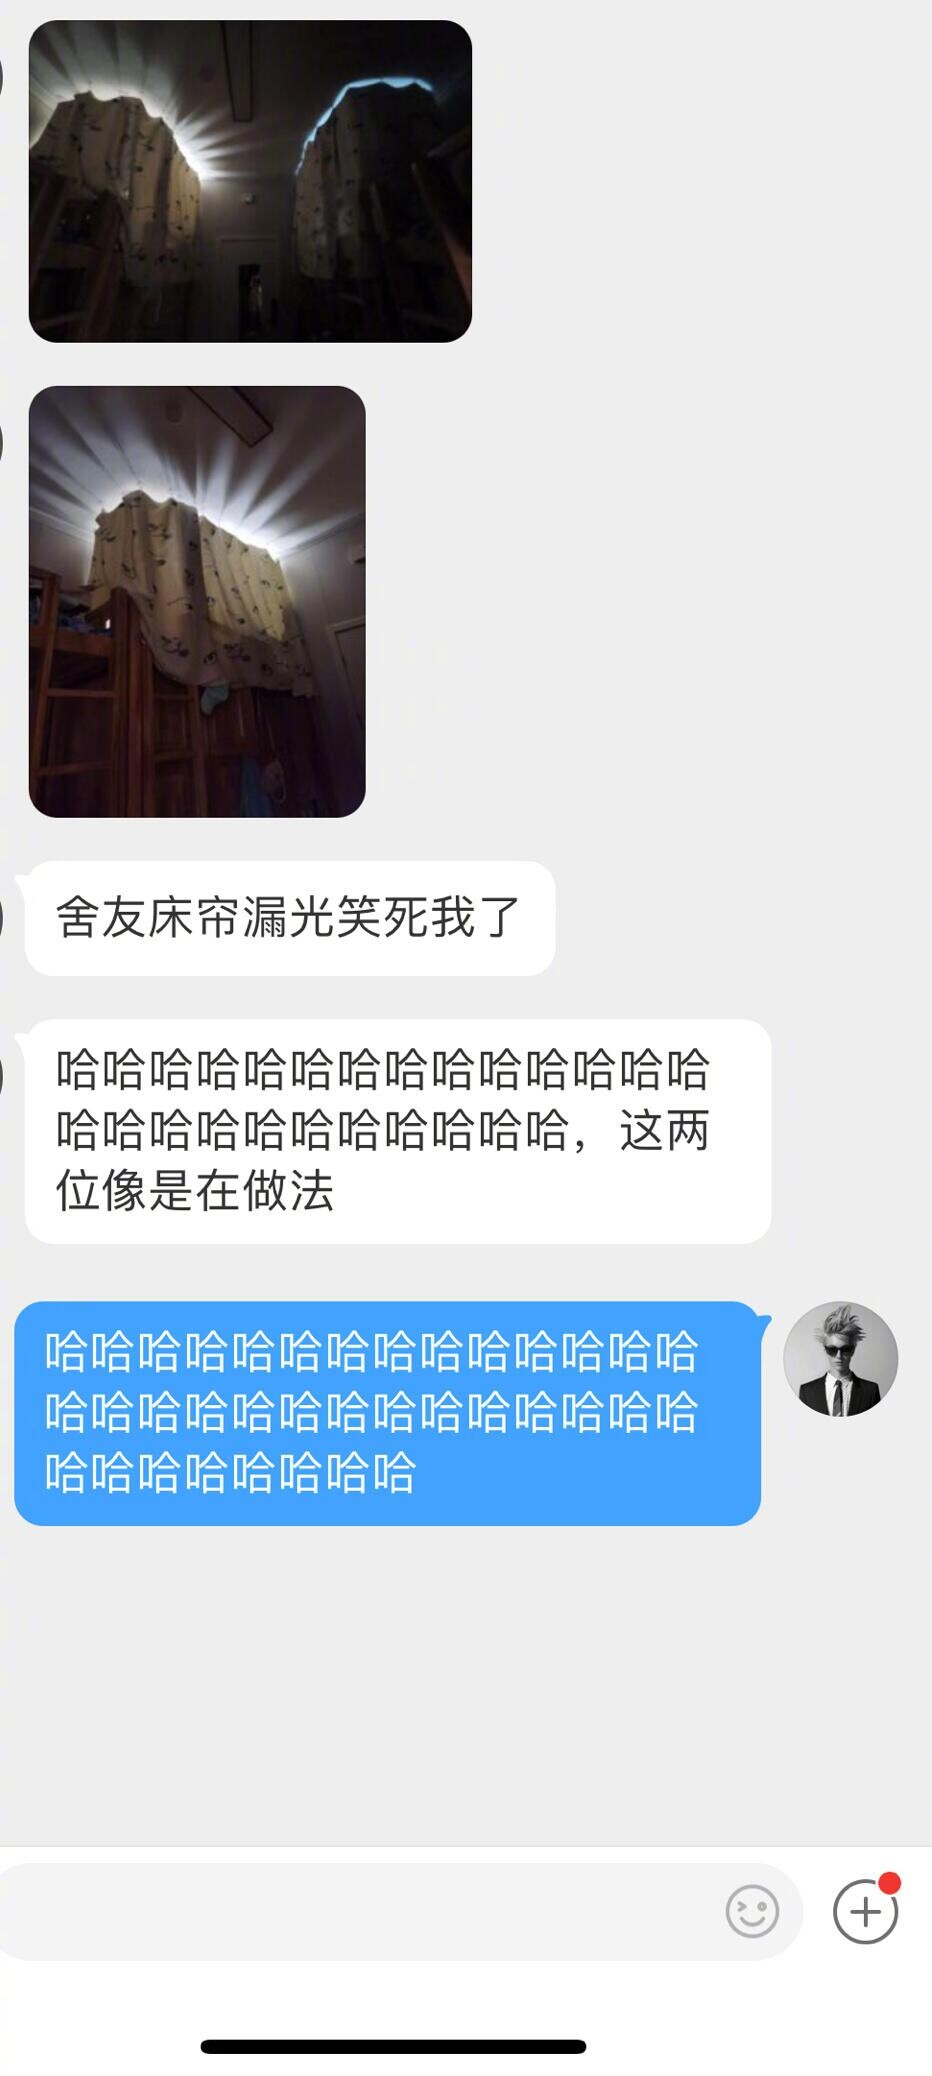 舍友床帘漏光笑死我了
哈哈哈哈哈哈哈哈哈哈哈哈哈哈
哈哈哈哈哈哈哈哈哈哈哈，这两
位像是在做法
哈哈哈哈哈哈哈哈哈哈哈哈哈哈
哈哈哈哈哈哈哈哈哈哈哈哈哈哈
哈哈哈哈哈哈哈哈